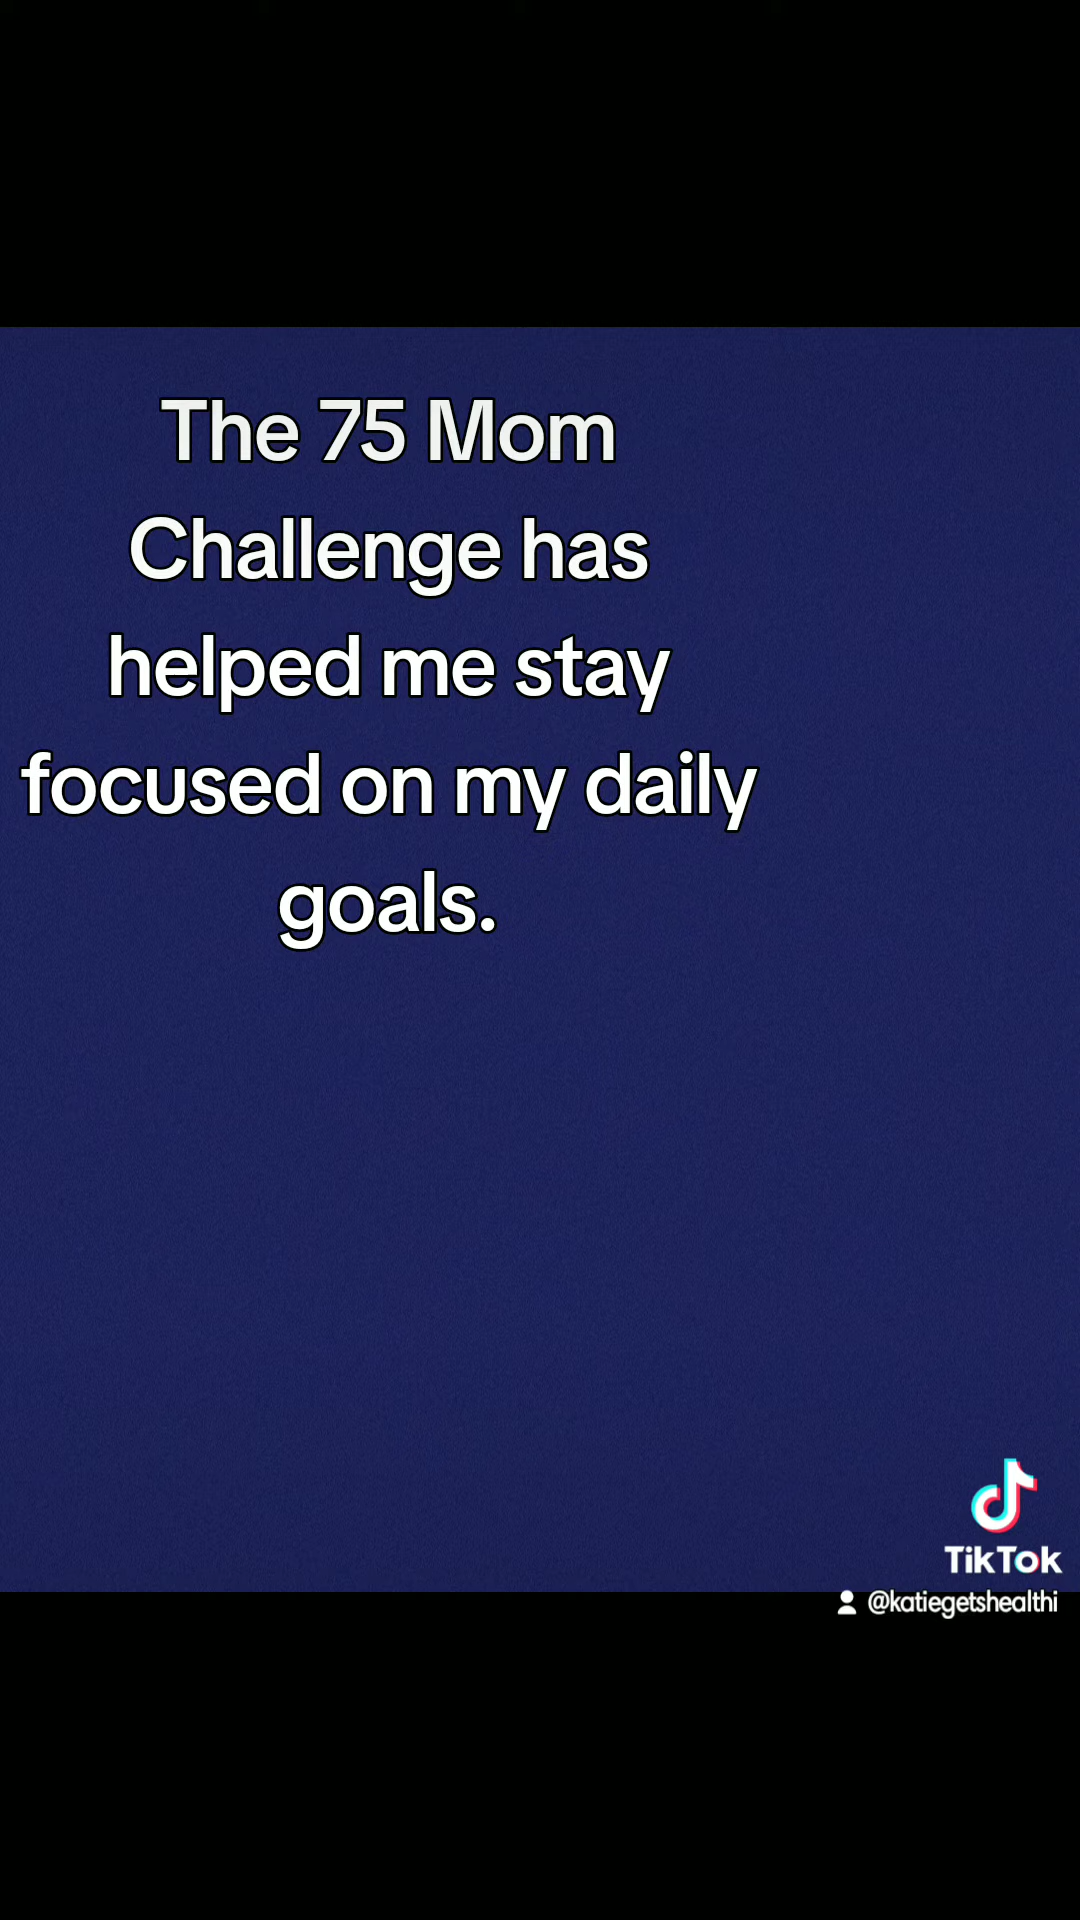 The 75 Mom
Challenge has
helped me stay
focused on my daily
goals.
TikTok
@katiegetshealthi